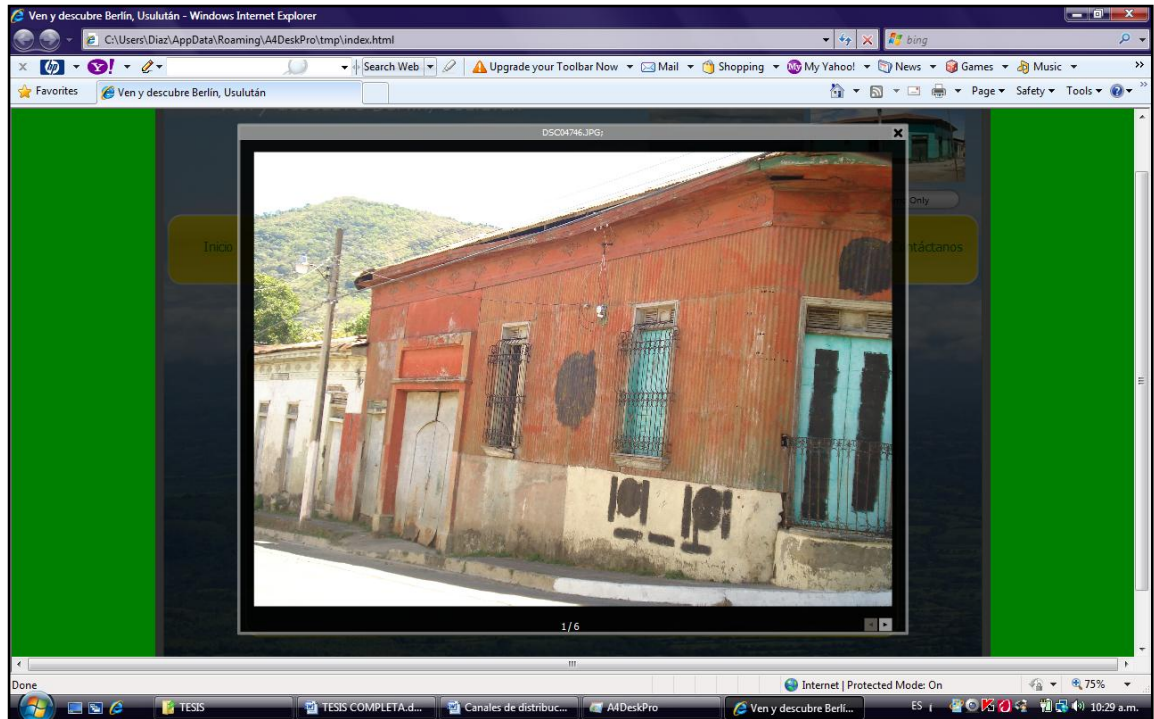 Ven y descubre Berlín, Usulután - Windows Internet Explorer
C:\Users\Diaz\AppData\Roaming\A4DeskPro\tmp\index.html
bing
Search Web
Upgrade your Toolbar Now
Mail
Shopping
My Yahoo!
News
Games
Music
Favorites
Ven y descubre Berlín, Usulután
Page
Safety
Tools
DSC04746.JPG;
Only
Inicio
1/6
Done
Internet | Protected Mode: On
75%
TESIS
TESIS COMPLETA.d...
Canales de distribuc...
A4DeskPro
Ven y descubre Berlí...
ES
10:29 a.m.